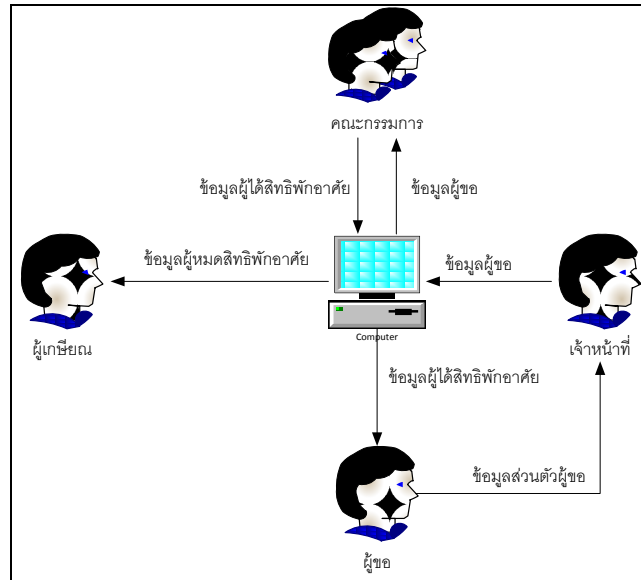 คณะกรรมการ
ข้อมูลผู้ได้สิทธิพักอาศัย
ข้อมูลผู้ขอ
ข้อมูลผู้หมดสิทธิพักอาศัย
ข้อมูลผู้ขอ
ผู้เกษียณ
Computer
เจ้าหน้าที่
ข้อมูลผู้ได้สิทธิพักอาศัย
ข้อมูลส่วนตัวผู้ขอ
ผู้ขอ